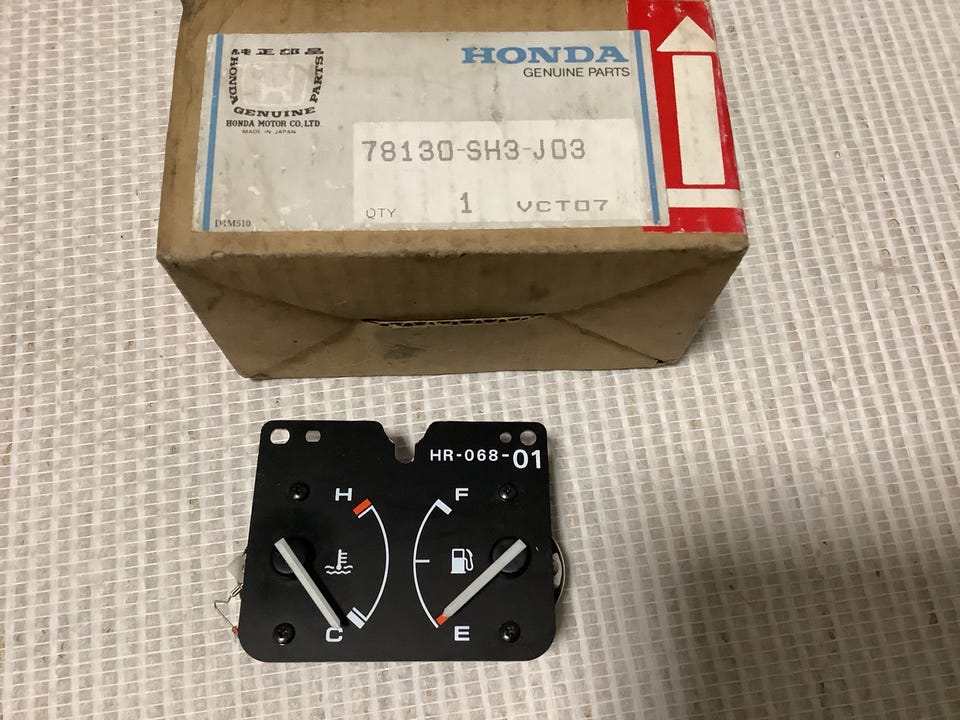 純正部品
HONDA GENUINE PARTS
HONDA MOTOR CO., LTD
MADE IN JAPAN
HONDA
GENUINE PARTS
78130-SH3-J03
QTY 1 VCT07
HR-068-01
H
F
C
E